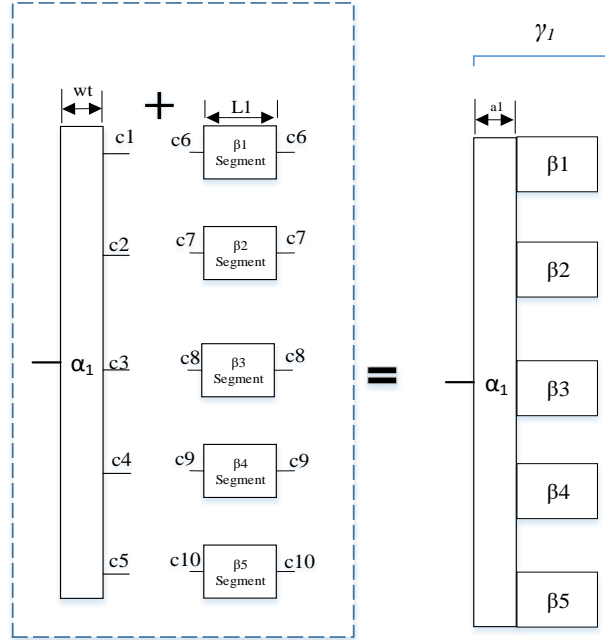 γ1
wt
+
L1
a1
c1
c6
β1
Segment
c6
β1
c2
c7
β2
Segment
c7
β2
α1
c3
c8
β3
Segment
c8
=
α1
β3
c4
c9
β4
Segment
c9
β4
c5
c10
β5
Segment
c10
β5